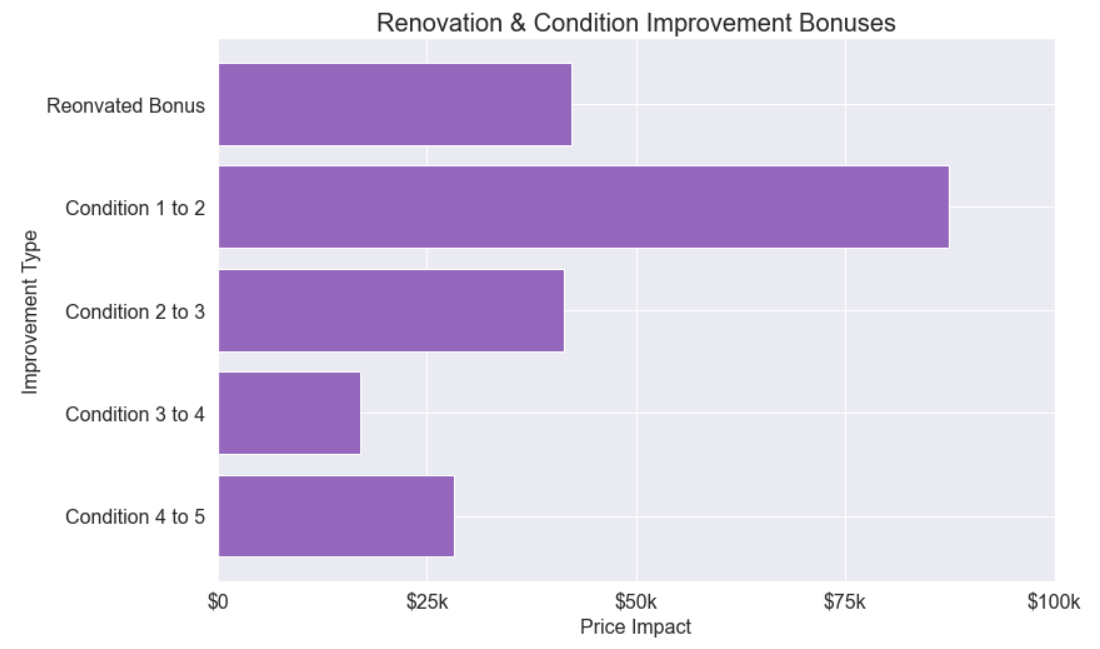 Renovation & Condition Improvement Bonuses
Reonvated Bonus
Condition 1 to 2
Condition 2 to 3
Condition 3 to 4
Condition 4 to 5
Improvement Type
$0 $25k $50k $75k $100k
Price Impact